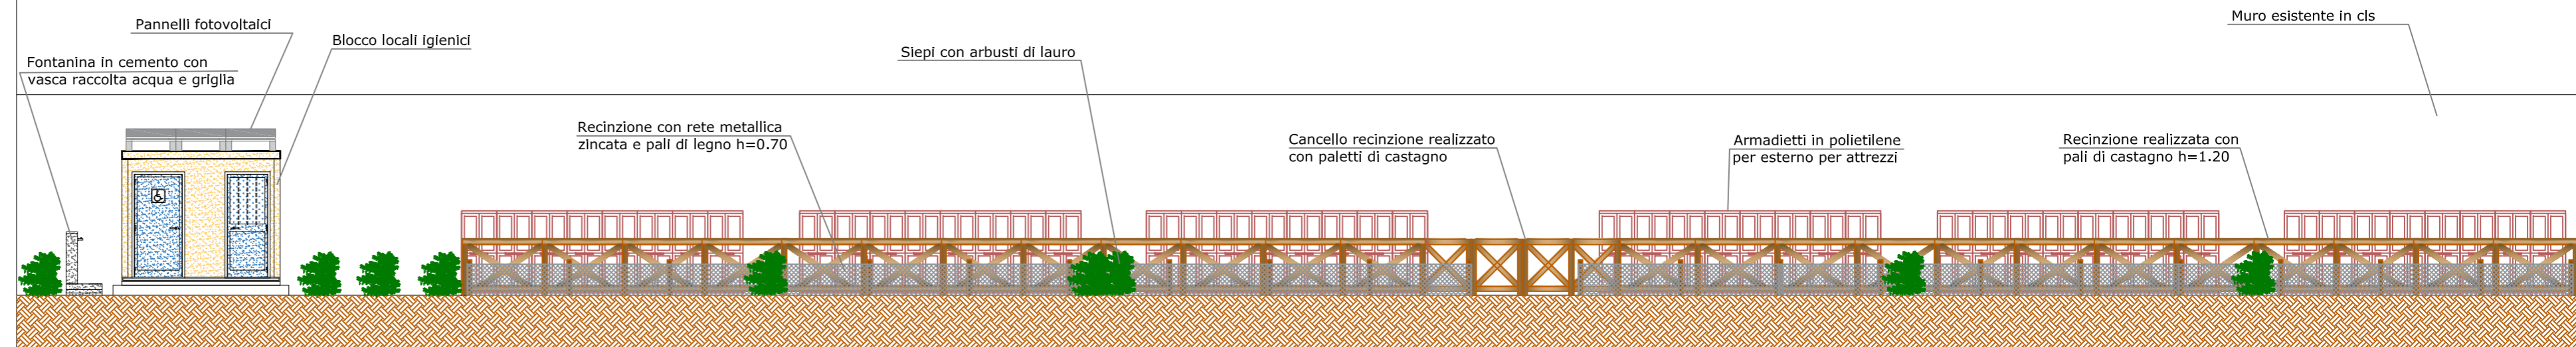 Pannelli fotovoltaici
Blocco locali igienici
Fontanina in cemento con
vasca raccolta acqua e griglia
Recinzione con rete metallica
zincata e pali di legno h=0.70
Siepi con arbusti di lauro
Cancello recinzione realizzato
con paletti di castagno
Armadietti in polietilene
per esterno per attrezzi
Recinzione realizzata con
pali di castagno h=1.20
Muro esistente in cls